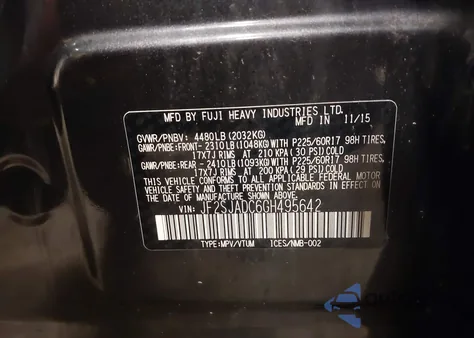 MFD BY FUJI HEAVY INDUSTRIES LTD.
GVWR/PNBV: 4480LB(2032KG) MFD IN 11/15
GAWR/PNBE:FRONT- 2310LB(1048KG)WITH P225/60R17 98H TIRES,
17X7J RIMS AT 210 KPA(30 PSI)COLD
GAWR/PNBE:REAR -2410LB(1093KG)WITH P225/60R17 98H TIRES,
17X7J RIMS AT 200 KPA(29 PSI)COLD
THIS VEHICLE CONFORMS TO ALL APPLICABLE FEDERAL MOTOR
VEHICLE SAFETY AND THEFT PREVENTION STANDARDS IN EFFECT ON
THE DATE OF MANUFACTURE SHOWN ABOVE.
VIN: JF2SJADC6GH495642
TYPE:MPV/VTUM ICES/NMB-002